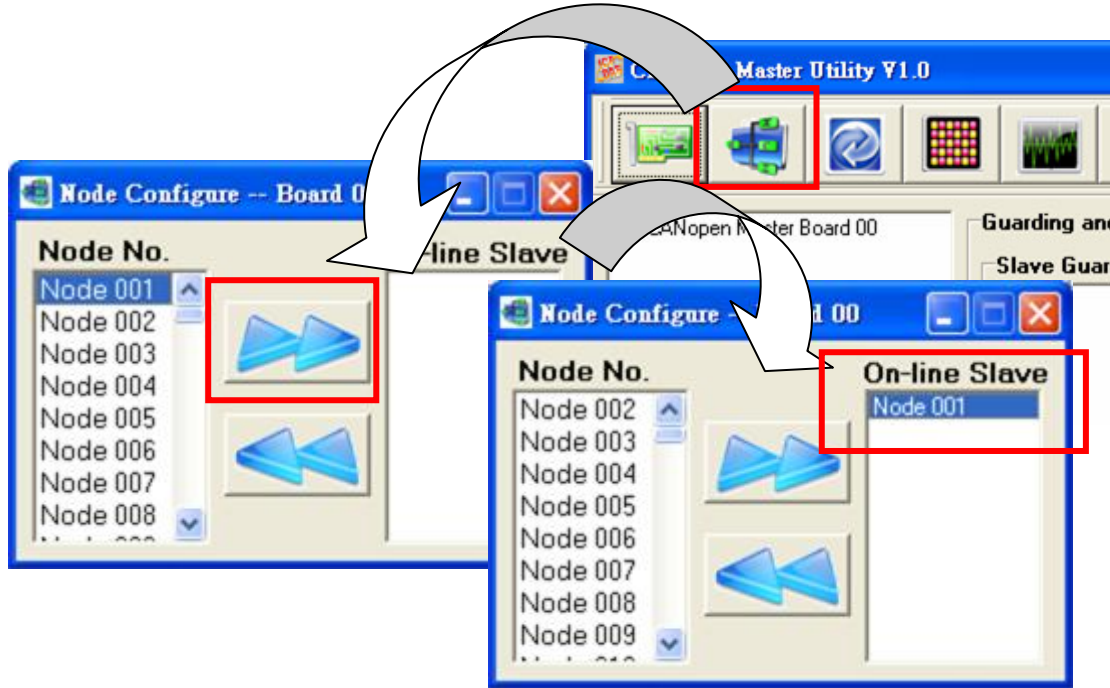 Master Utility V1.0
CANopen Master Board 00
Guarding and
Slave Guar
Node Configure -- Board 0
Node No.
-line Slave
Node 001
Node 002
Node 003
Node 004
Node 005
Node 006
Node 007
Node 008
Node Configure - d 00
Node No.
On-line Slave
Node 002
Node 001
Node 003
Node 004
Node 005
Node 006
Node 007
Node 008
Node 009